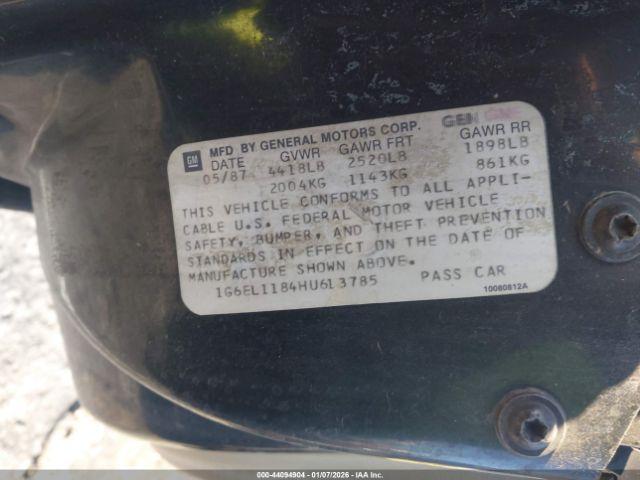 GM MFD BY GENERAL MOTORS CORP. GEN GM
DATE GVWR GAWR FRT GAWR RR
05/87 4418LB 2520LB 1898LB
2004KG 1143KG 861KG
THIS VEHICLE CONFORMS TO ALL APPLI-
CABLE U.S. FEDERAL MOTOR VEHICLE
SAFETY, BUMPER, AND THEFT PREVENTION
STANDARDS IN EFFECT ON THE DATE OF
MANUFACTURE SHOWN ABOVE.
1G6EL1184HU613785 PASS CAR
10080812A
000-44094904 | 01/07/2026 | IAA Inc.